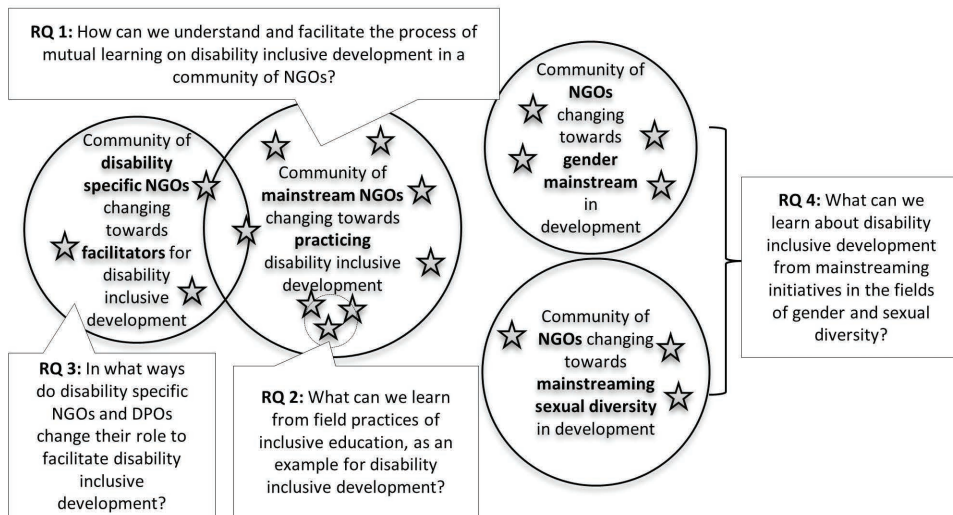 RQ 1: How can we understand and facilitate the process of
mutual learning on disability inclusive development in a
community of NGOs?
Community of
disability
specific NGOs
changing
towards
facilitators for
disability
inclusive
development
Community of
mainstream NGOs
changing towards
practicing
disability inclusive
development
Community of
NGOs
changing
towards
gender
mainstream
in
development
Community of
NGOs changing
towards
mainstreaming
sexual diversity
in development
RQ 4: What can we
learn about disability
inclusive development
from mainstreaming
initiatives in the fields
of gender and sexual
diversity?
RQ 3: In what ways
do disability specific
NGOs and DPOs
change their role to
facilitate disability
inclusive
development?
RQ 2: What can we learn
from field practices of
inclusive education, as an
example for disability
inclusive development?